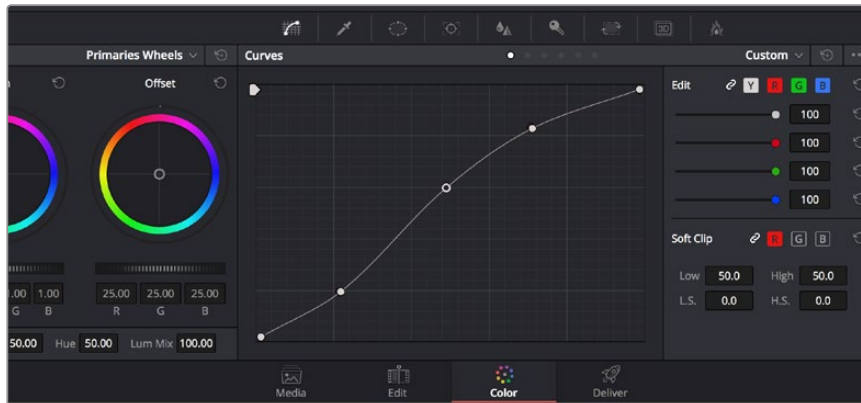 3D
Primaries Wheels
Curves
Custom
Offset
Edit Y R G B
100
100
100
100
1.00 1.00 25.00 25.00 25.00
G B R G B
Soft Clip R G B
Low 50.0 High 50.0
L.S. 0.0 H.S. 0.0
50.00 Hue 50.00 Lum Mix 100.00
Media Edit Color Deliver